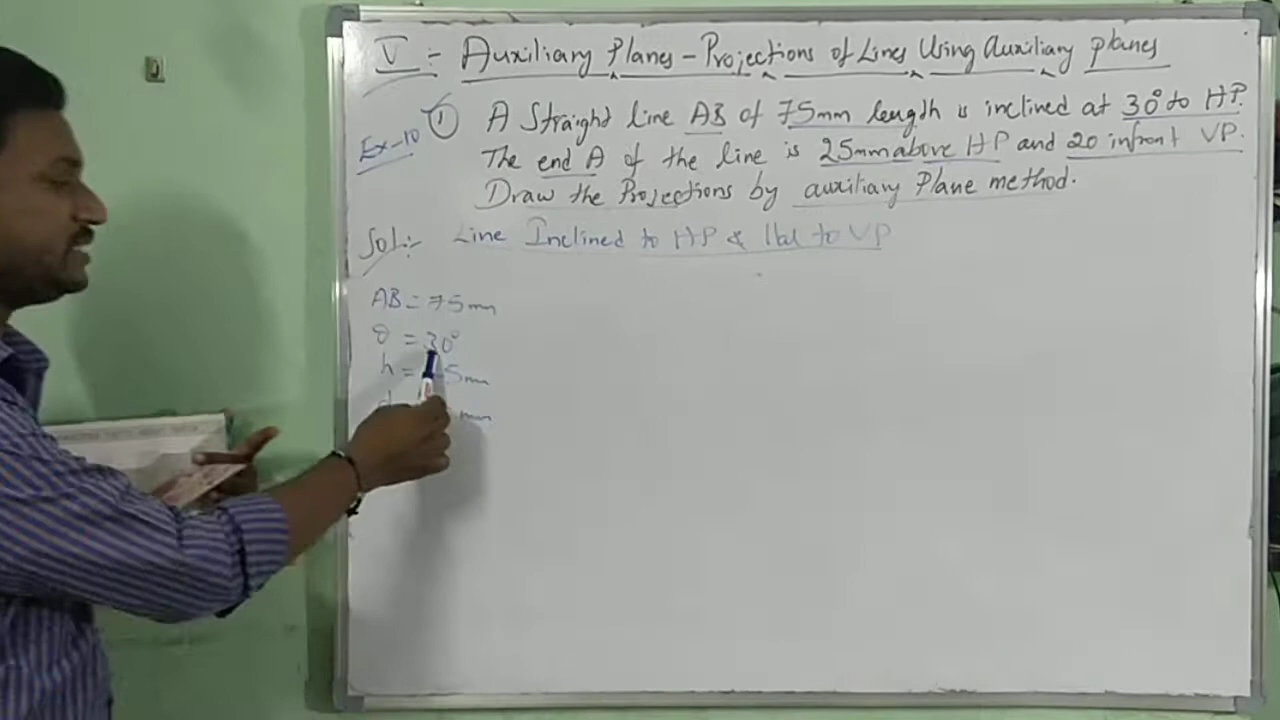 V :- Auxiliary Planes - Projections of Lines Using Auxiliary planes
Ex-10 1 A Straight line AB of 75mm length is inclined at 30° to HP.
The end A of the line is 25mm above HP and 20 infront VP.
Draw the Projections by auxiliary Plane method.
Sol:- Line Inclined to HP & llel to VP
AB = 75mm
θ = 30°
h = 5mm
d mm